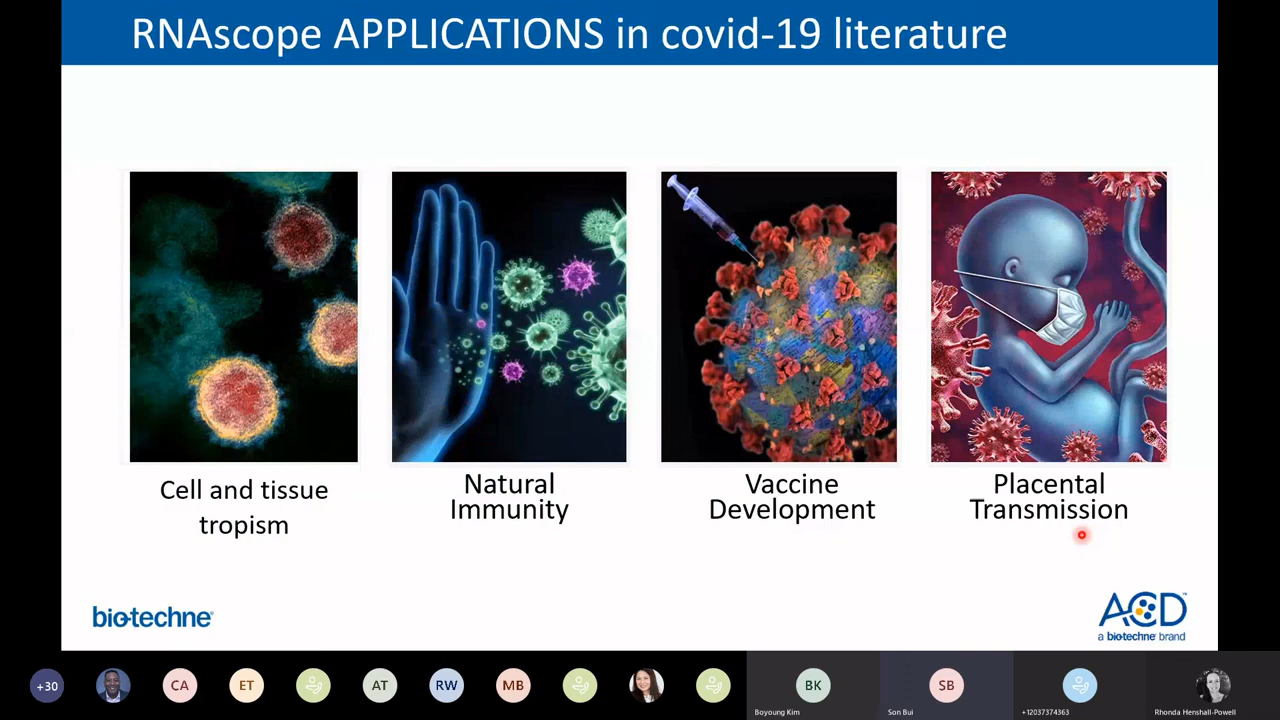 RNAscope APPLICATIONS in covid-19 literature
Cell and tissue
tropism
Natural
Immunity
Vaccine
Development
Placental
Transmission
bio-techne®
ACD™
a bio-techne brand
+30
CA
ET
AT
RW
MB
BK
SB
Boyoung Kim
Son Bui
+12037374363
Rhonda Henshall-Powell